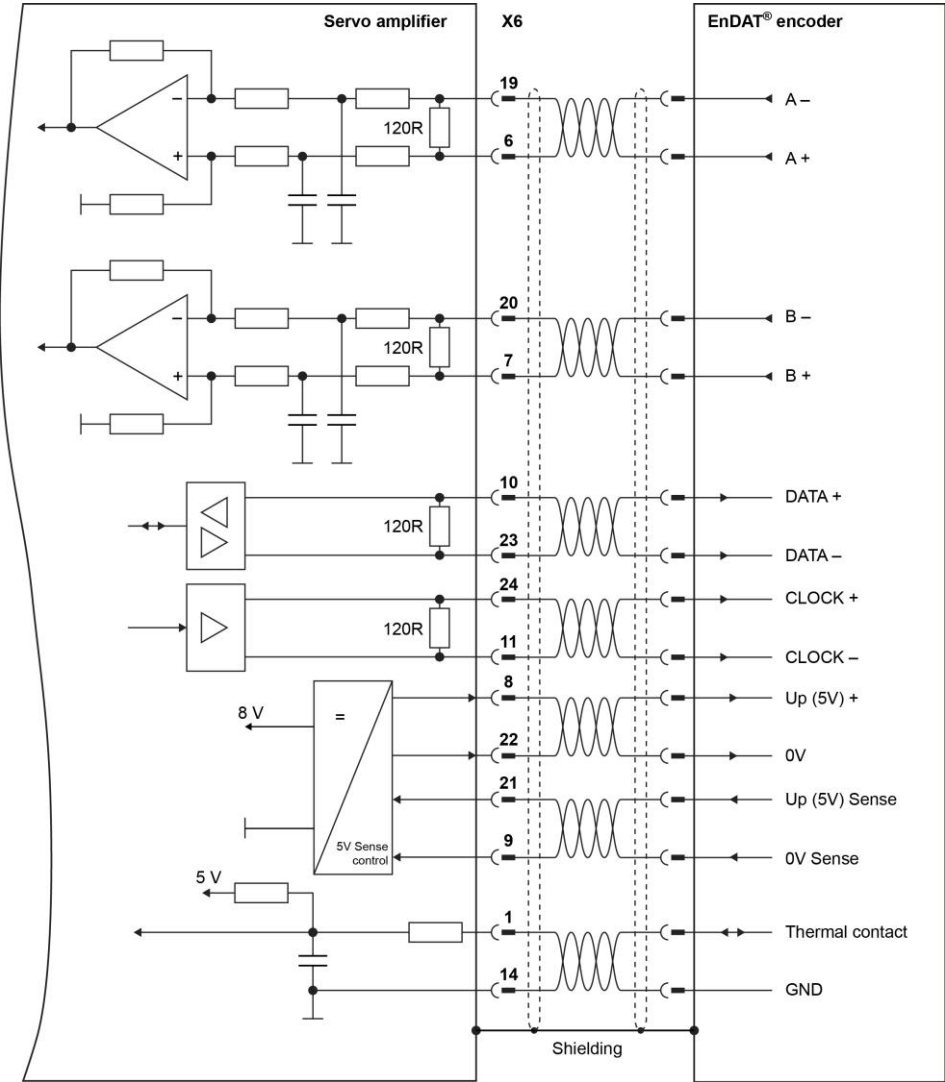 Servo amplifier X6 EnDAT® encoder
19
A –
120R
6
A +
20
B –
120R
7
B +
10
DATA +
120R
23
DATA –
24
CLOCK +
120R
11
CLOCK –
8
Up (5V) +
8 V
=
22
0V
21
Up (5V) Sense
5V Sense
control
9
0V Sense
5 V
1
Thermal contact
14
GND
Shielding